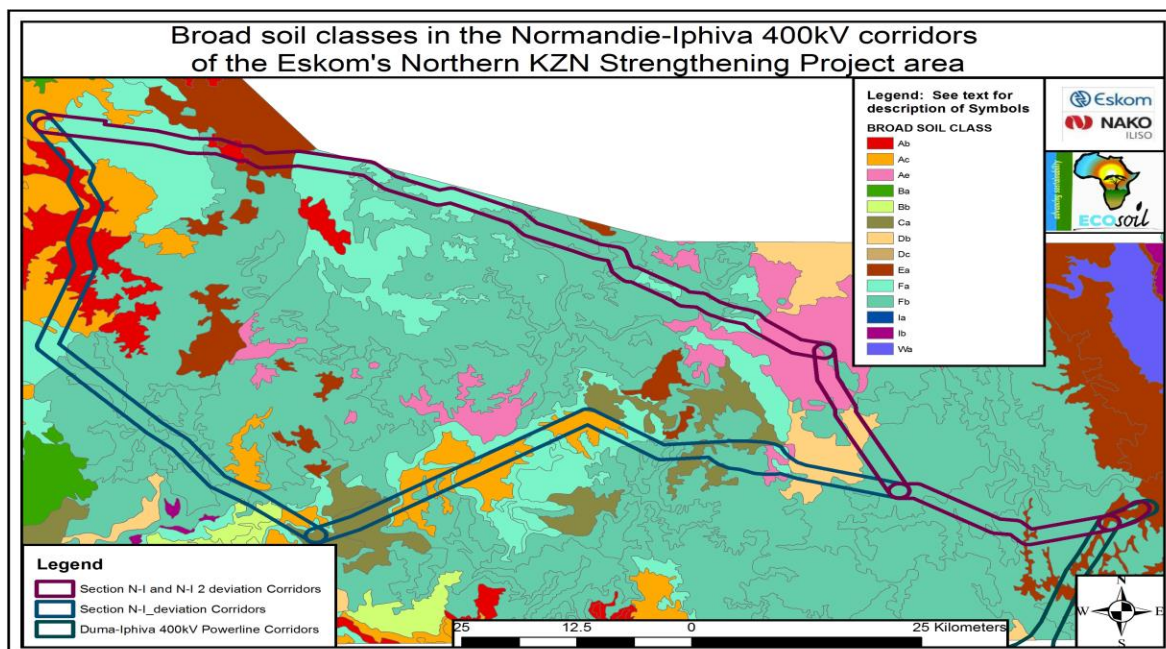 Broad soil classes in the Normandie-Iphiva 400kV corridors
of the Eskom's Northern KZN Strengthening Project area
Legend: See text for
description of Symbols
BROAD SOIL CLASS
Ab
Ac
Ae
Ba
Bb
Ca
Db
Dc
Ea
Fa
Fb
Ia
Ib
Wa
Eskom
NAKO
ILISO
advancing sustainability
ECOsoil
Legend
Section N-I and N-I 2 deviation Corridors
Section N-I_deviation Corridors
Duma-Iphiva 400kV Powerline Corridors
25 12.5 0 25 Kilometers
N
W E
S